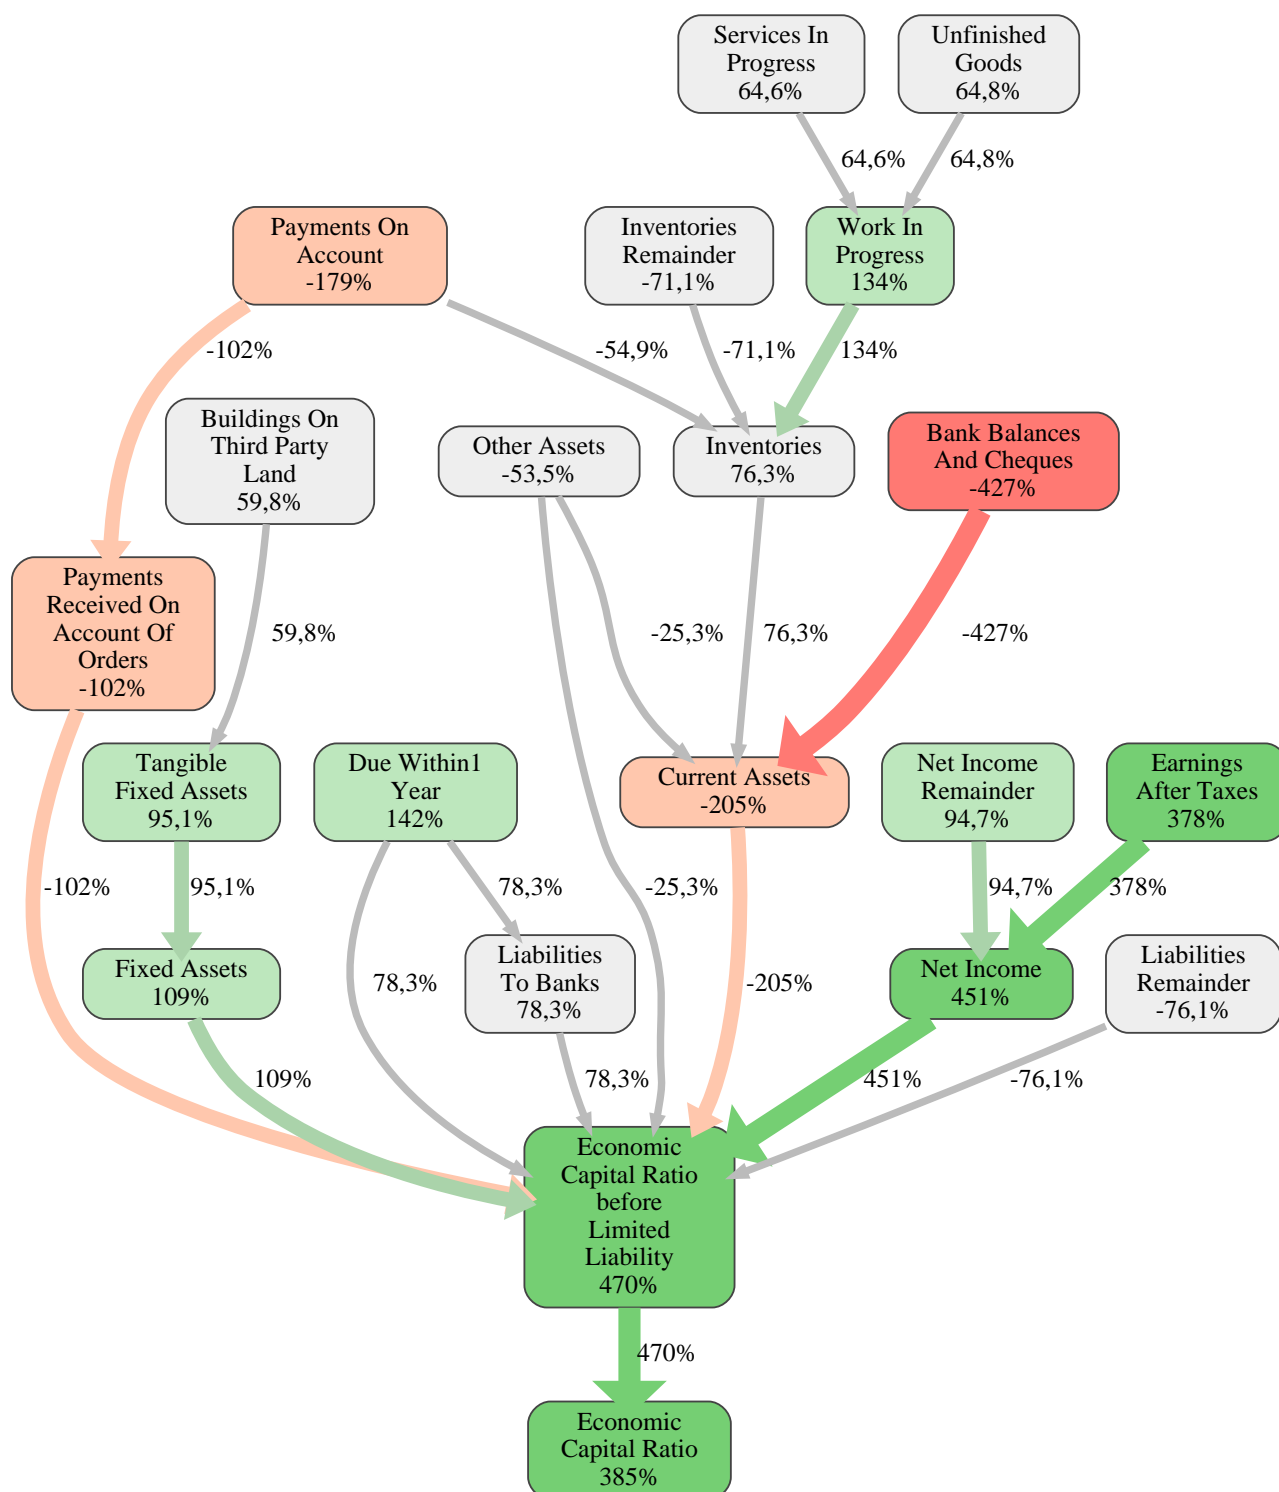 Services In
Progress
64,6%
Unfinished
Goods
64,8%
64,6%
64,8%
Payments On
Account
-179%
Inventories
Remainder
-71,1%
Work In
Progress
134%
-102%
-54,9%
-71,1%
134%
Buildings On
Third Party
Land
59,8%
Other Assets
-53,5%
Inventories
76,3%
Bank Balances
And Cheques
-427%
Payments
Received On
Account Of
Orders
-102%
59,8%
-25,3%
76,3%
-427%
Tangible
Fixed Assets
95,1%
Due Within1
Year
142%
Current Assets
-205%
Net Income
Remainder
94,7%
Earnings
After Taxes
378%
-102%
95,1%
78,3%
-25,3%
94,7%
378%
Fixed Assets
109%
78,3%
Liabilities
To Banks
78,3%
-205%
Net Income
451%
Liabilities
Remainder
-76,1%
109%
78,3%
451%
-76,1%
Economic
Capital Ratio
before
Limited
Liability
470%
470%
Economic
Capital Ratio
385%